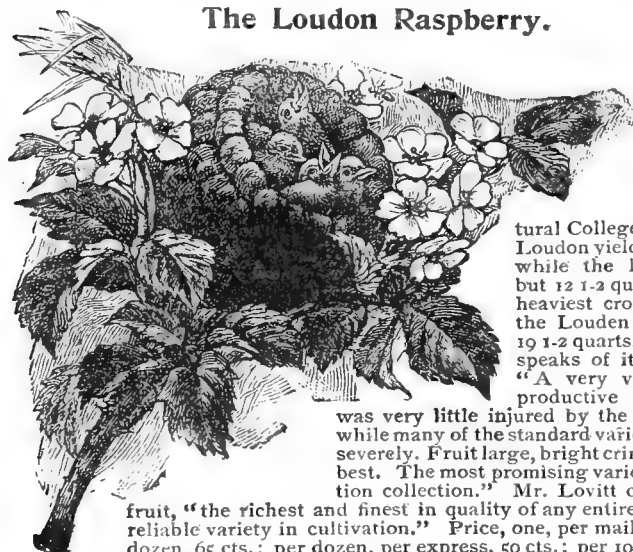 The Loudon Raspberry.
tural College
Loudon yield
while the
but 12 1-2 qu
heaviest cro
the Louden
19 1-2 quarts.
speaks of it
"A very v
productive
was very little injured by the
while many of the standard varie
severely. Fruit large, bright crim
best. The most promising varie
tion collection." Mr. Lovitt c
fruit, "the richest and finest in quality of any entire
reliable variety in cultivation." Price, one, per mail
dozen, 65 cts.; per dozen, per express, 50 cts.; per 10